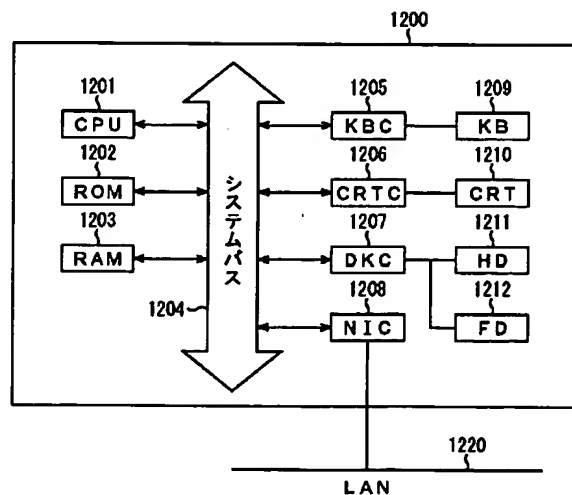 1200
1201
CPU
1202
ROM
1203
RAM
1204
システムバス
1205
KBC
1206
CRTC
1207
DKC
1208
NIC
1209
KB
1210
CRT
1211
HD
1212
FD
1220
LAN